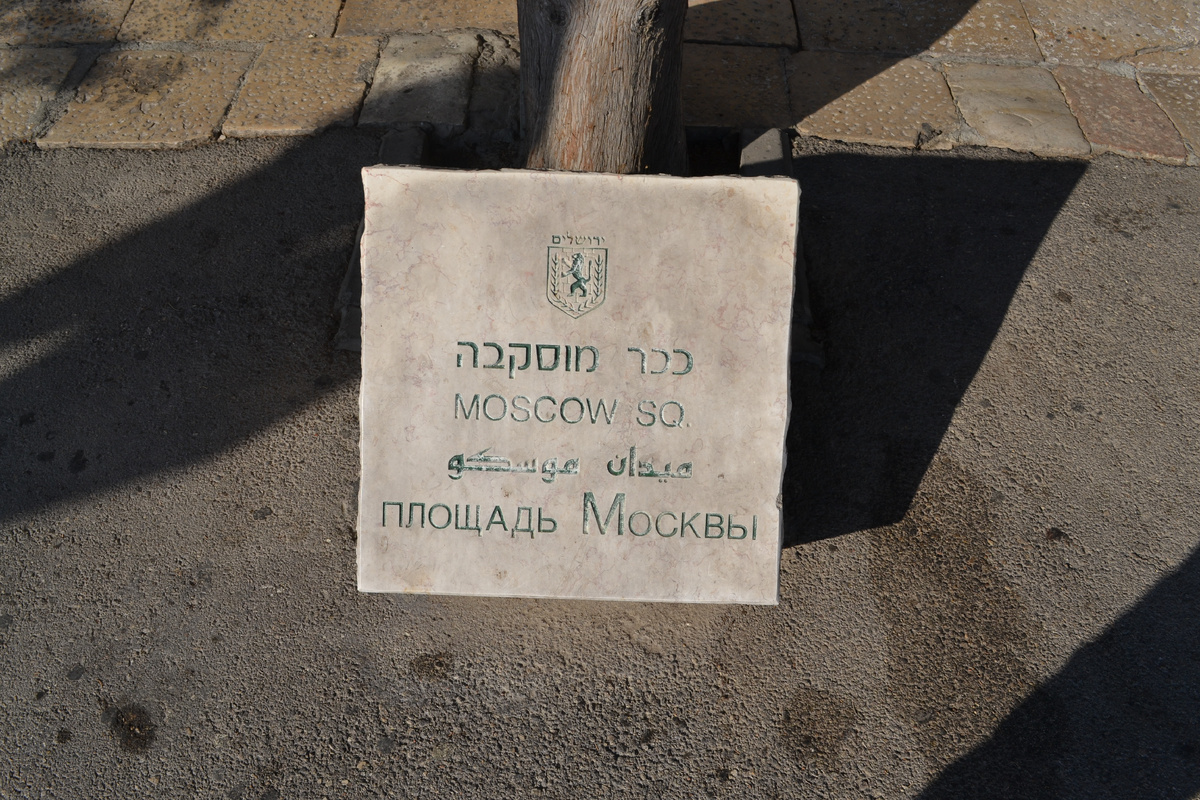 ירושלים
ככר מוסקבה
MOSCOW SQ.
ميدان موسكو
площадь Москвы